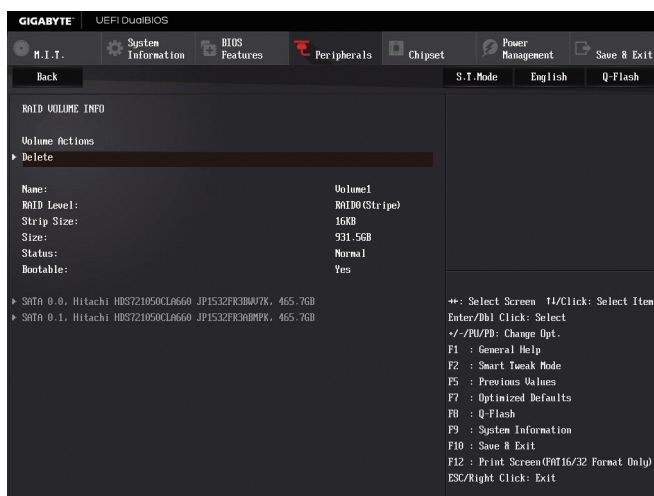 GIGABYTE™ UEFI DualBIOS
M.I.T.
System Information
BIOS Features
Peripherals
Chipset
Power Management
Save & Exit
Back
S.T.Mode English Q-Flash
RAID VOLUME INFO
Volume Actions
Delete
Name: Volume1
RAID Level: RAID0(Stripe)
Strip Size: 16KB
Size: 931.5GB
Status: Normal
Bootable: Yes
SATA 0.0, Hitachi HDS721050CLA660 JP1532FR3BWU7K, 465.7GB
SATA 0.1, Hitachi HDS721050CLA660 JP1532FR3ABMPK, 465.7GB
→←: Select Screen ↑↓/Click: Select Item
Enter/Dbl Click: Select
+/-/PU/PD: Change Opt.
F1 : General Help
F2 : Smart Tweak Mode
F5 : Previous Values
F7 : Optimized Defaults
F8 : Q-Flash
F9 : System Information
F10 : Save & Exit
F12 : Print Screen(FAT16/32 Format Only)
ESC/Right Click: Exit